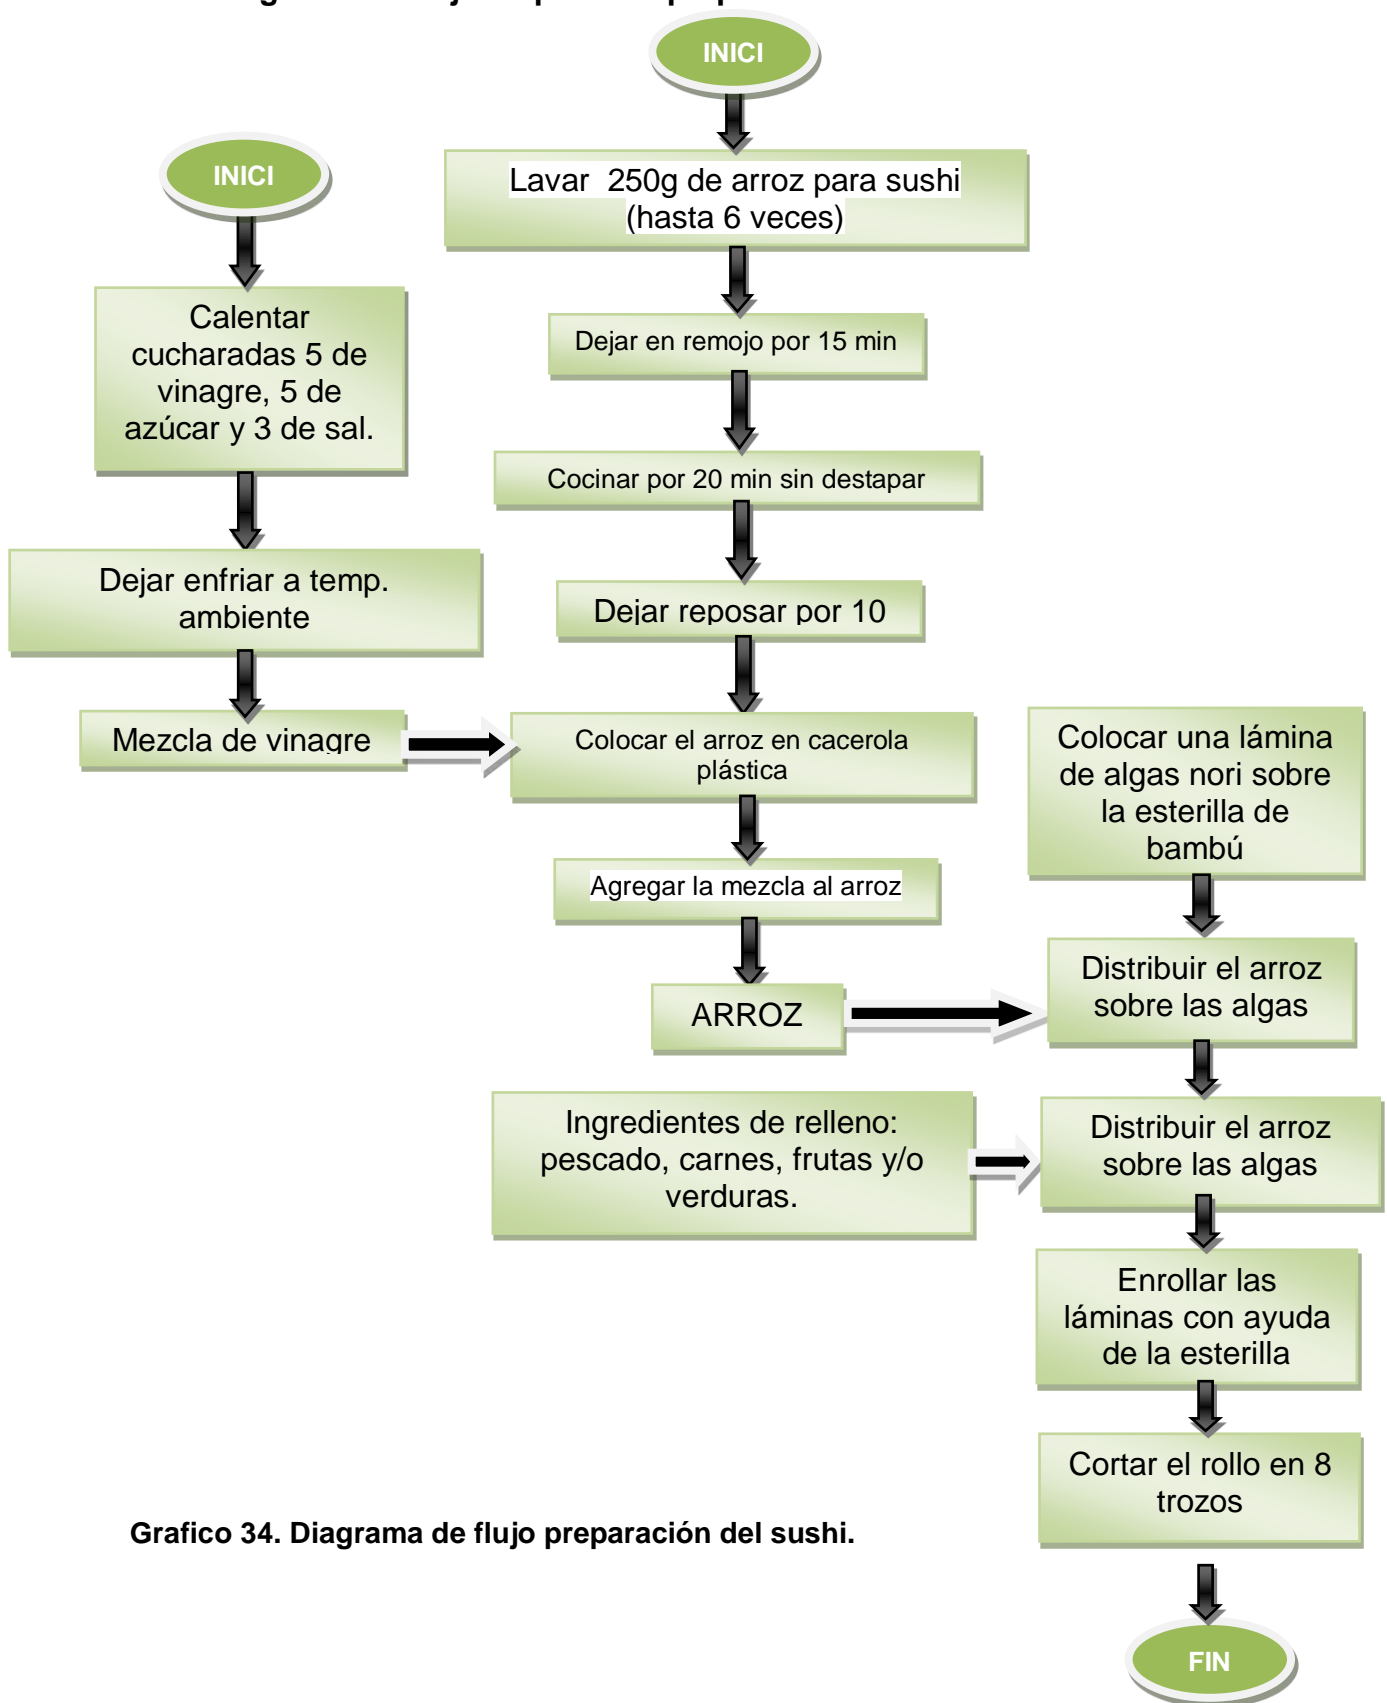 INICI
INICI
Lavar  250g de arroz para sushi
(hasta 6 veces)
Calentar
cucharadas 5 de
vinagre, 5 de
azúcar y 3 de sal.
Dejar en remojo por 15 min
Cocinar por 20 min sin destapar
Dejar enfriar a temp.
ambiente
Dejar reposar por 10
Mezcla de vinagre
Colocar el arroz en cacerola
plástica
Colocar una lámina
de algas nori sobre
la esterilla de
bambú
Agregar la mezcla al arroz
ARROZ
Distribuir el arroz
sobre las algas
Ingredientes de relleno:
pescado, carnes, frutas y/o
verduras.
Distribuir el arroz
sobre las algas
Enrollar las
láminas con ayuda
de la esterilla
Cortar el rollo en 8
trozos
Grafico 34. Diagrama de flujo preparación del sushi.
FIN